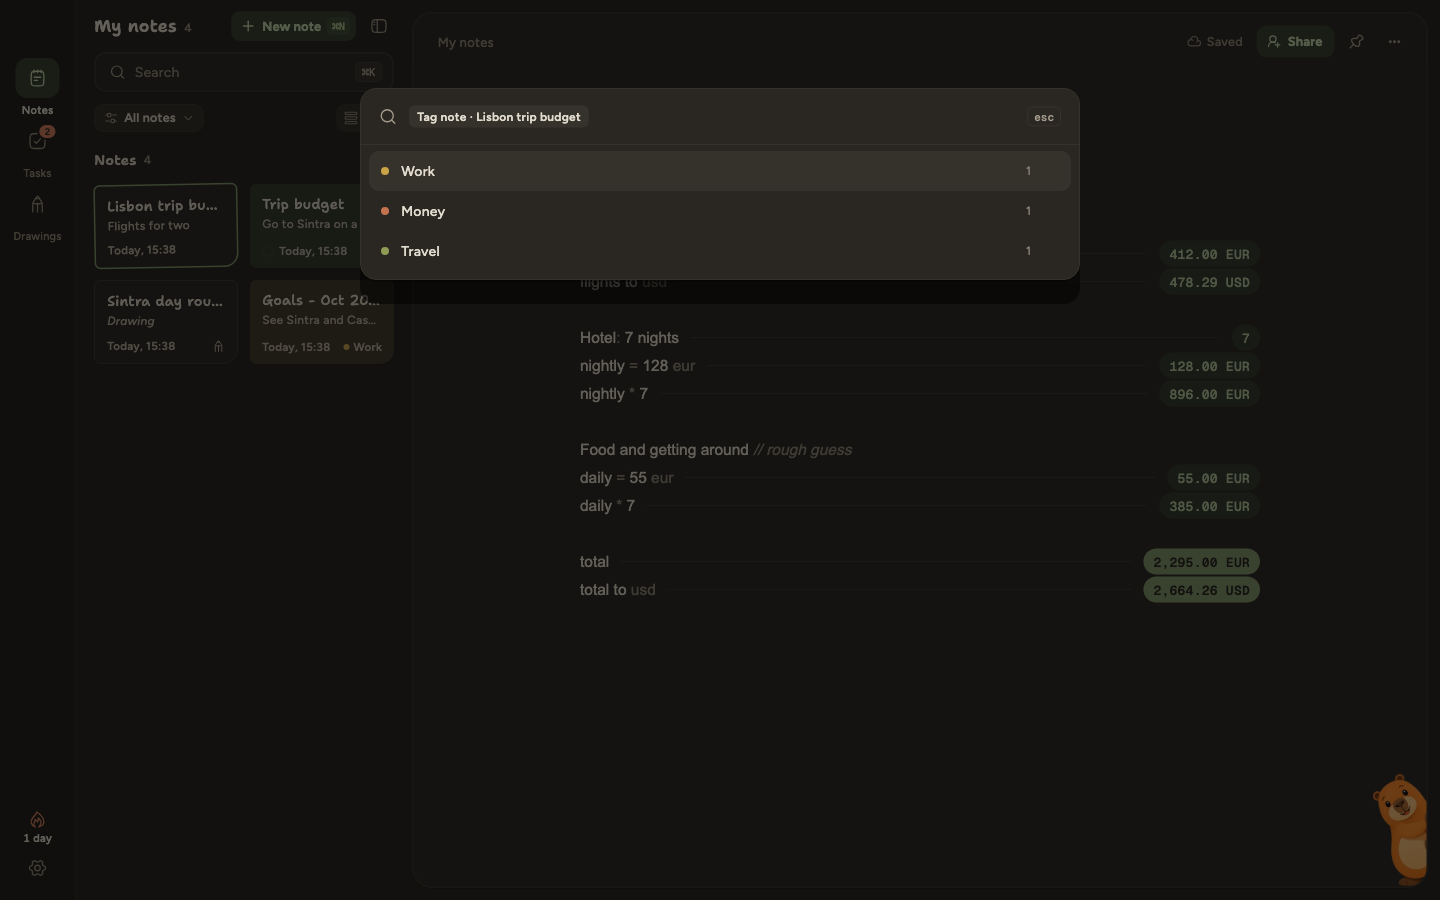 My notes 4
New note ⌘N
Search ⌘K
All notes
Notes 4
Lisbon trip bu...
Flights for two
Today, 15:38
Trip budget
Go to Sintra on a
Today, 15:38
Sintra day rou...
Drawing
Today, 15:38
Goals - Oct 20...
See Sintra and Cas...
Today, 15:38 Work
Notes
2
Tasks
Drawings
1 day
My notes
Saved
Share
Tag note · Lisbon trip budget
esc
Work 1
Money 1
Travel 1
412.00 EUR
flights to usd 478.29 USD
Hotel: 7 nights 7
nightly = 128 eur 128.00 EUR
nightly * 7 896.00 EUR
Food and getting around // rough guess
daily = 55 eur 55.00 EUR
daily * 7 385.00 EUR
total 2,295.00 EUR
total to usd 2,664.26 USD